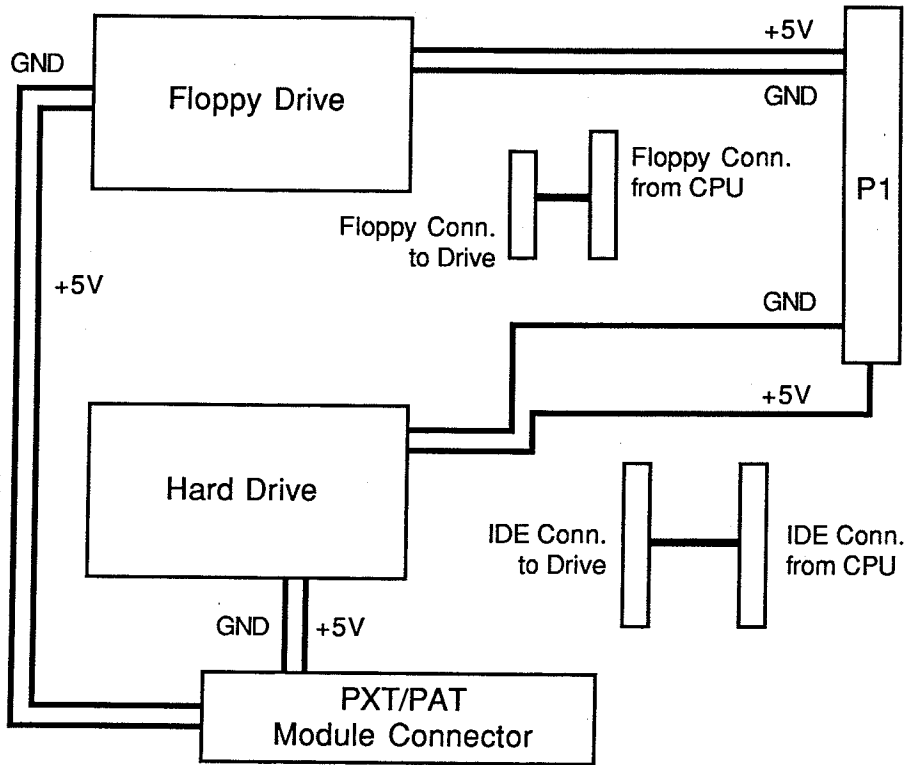 +5V
GND
Floppy Drive
GND
Floppy Conn.
from CPU
P1
Floppy Conn.
to Drive
+5V
GND
+5V
Hard Drive
IDE Conn.
to Drive
IDE Conn.
from CPU
GND
+5V
PXT/PAT
Module Connector